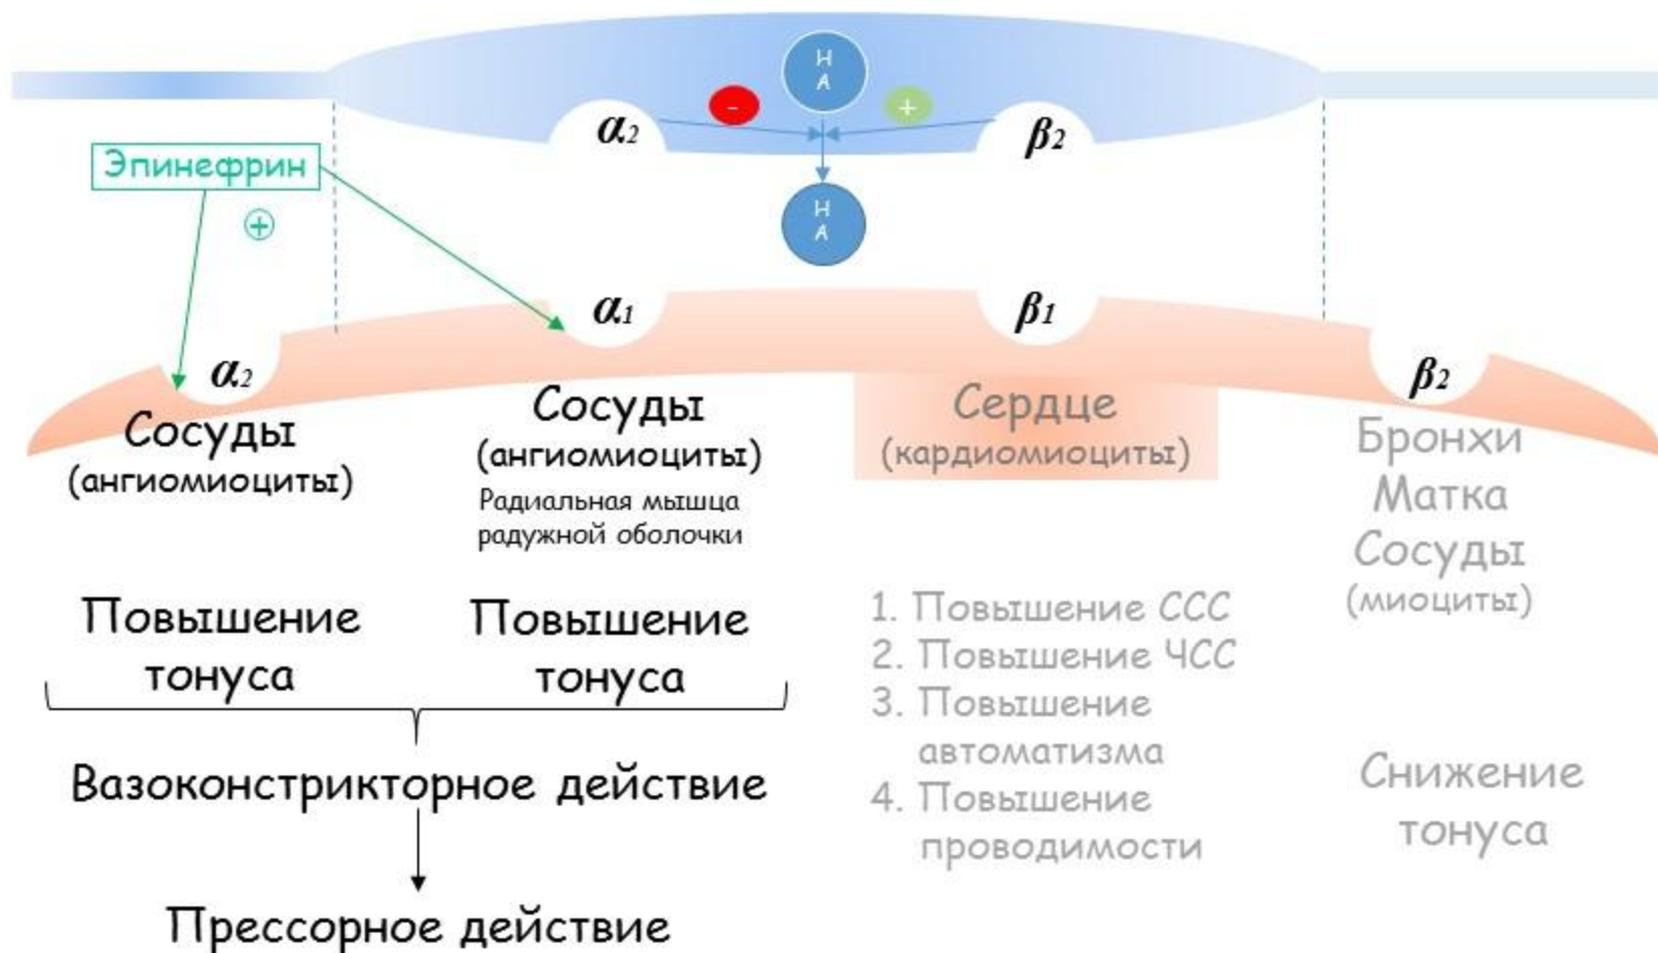 Н
А
-
+
α2
β2
Эпинефрин
+
Н
А
α1
β1
α2
β2
Сосуды
(ангиомиоциты)
Сосуды
(ангиомиоциты)
Радиальная мышца
радужной оболочки
Сердце
(кардиомиоциты)
Бронхи
Матка
Сосуды
(миоциты)
Повышение
тонуса
Повышение
тонуса
1. Повышение ССС
2. Повышение ЧСС
3. Повышение
автоматизма
4. Повышение
проводимости
Снижение
тонуса
Вазоконстрикторное действие
Прессорное действие